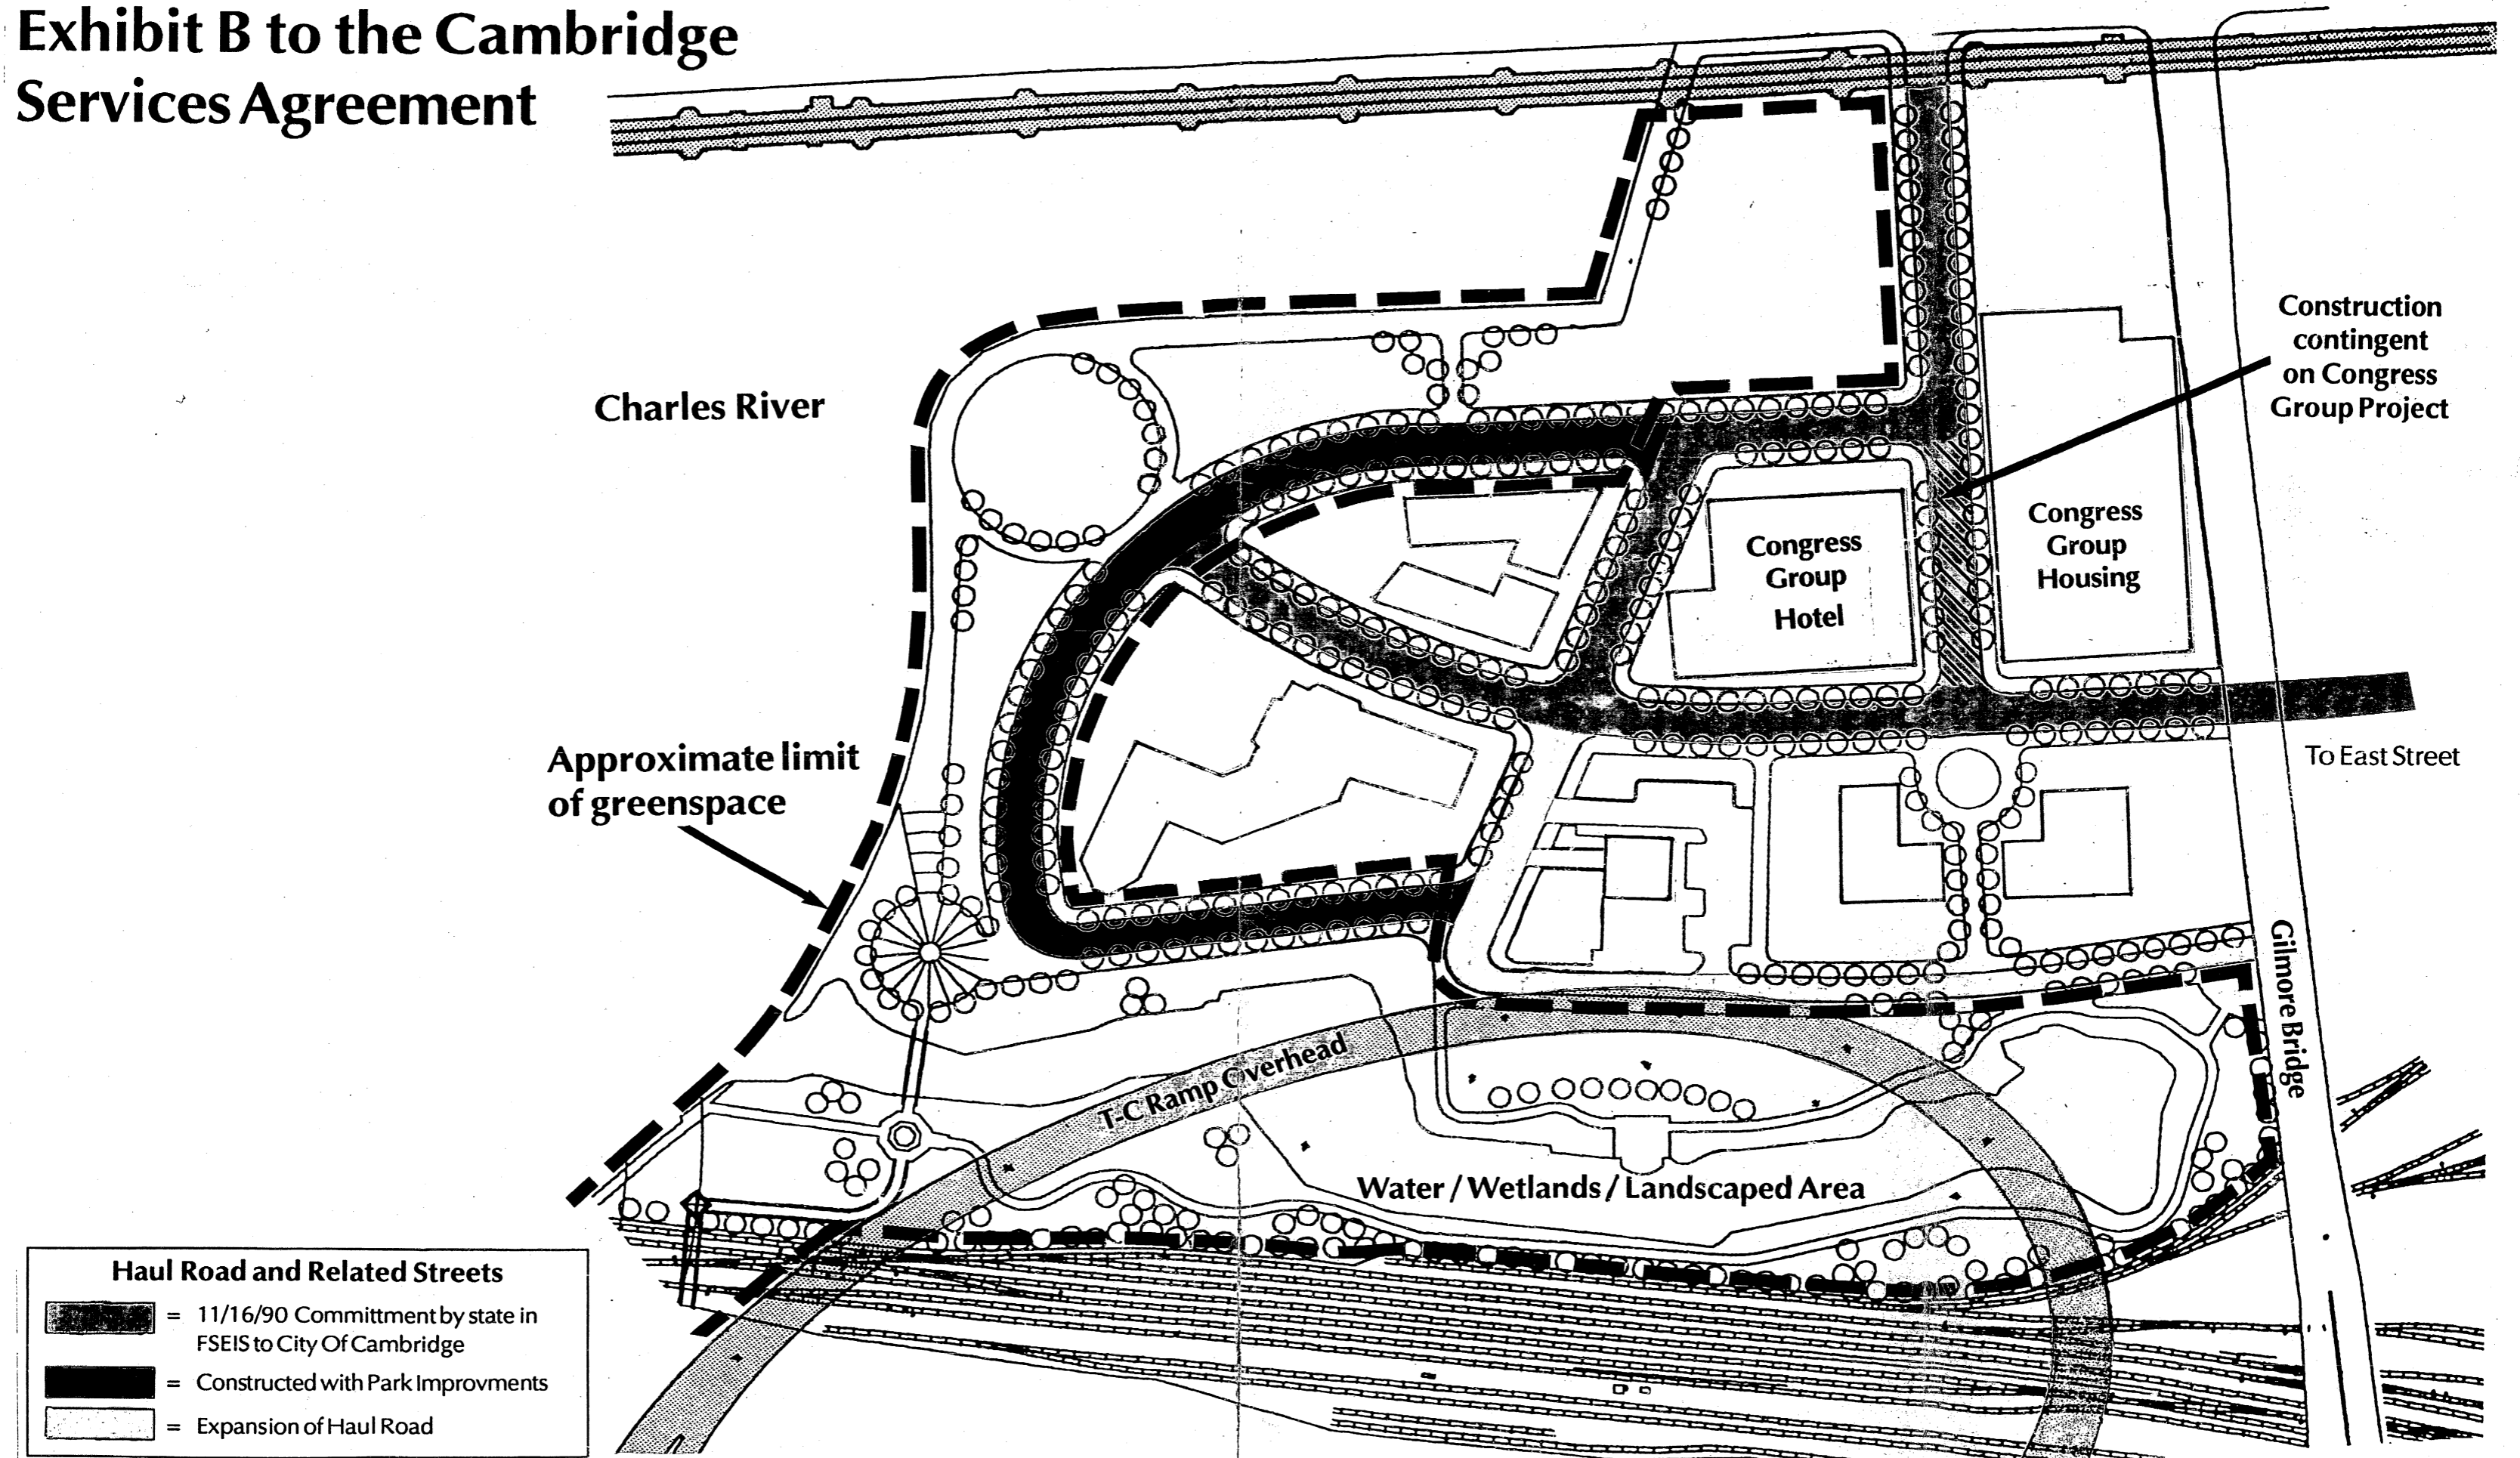 Exhibit B to the Cambridge
Services Agreement
Construction
contingent
on Congress
Group Project
Charles River
Congress
Group
Hotel
Congress
Group
Housing
Approximate limit
of greenspace
To East Street
Gilmore Bridge
T-C Ramp Overhead
Water / Wetlands / Landscaped Area
Haul Road and Related Streets
= 11/16/90 Committment by state in
FSEIS to City Of Cambridge
= Constructed with Park Improvments
= Expansion of Haul Road